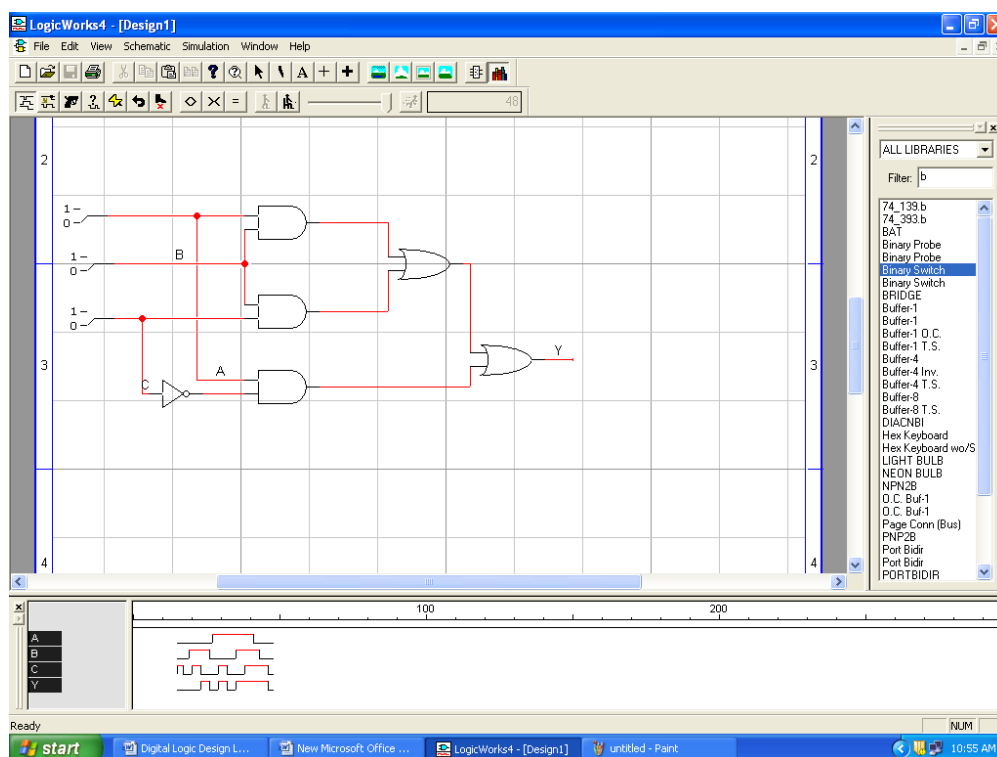 LogicWorks4 - [Design1]
File Edit View Schematic Simulation Window Help
A
48
2
2
ALL LIBRARIES
Filter: b
1
0
B
1
0
1
0
A
C
Y
3
3
4
4
74_139.b
74_393.b
BAT
Binary Probe
Binary Probe
Binary Switch
Binary Switch
BRIDGE
Buffer-1
Buffer-1
Buffer-1 O.C.
Buffer-1 T.S.
Buffer-4
Buffer-4 Inv.
Buffer-4 T.S.
Buffer-8
Buffer-8 T.S.
DIACNBI
Hex Keyboard
Hex Keyboard wo/S
LIGHT BULB
NEON BULB
NPN2B
O.C. Buf-1
O.C. Buf-1
Page Conn (Bus)
PNP2B
Port Bidir
Port Bidir
PORTBIDIR
100
200
A
B
C
Y
Ready
NUM
start
Digital Logic Design L...
New Microsoft Office ...
LogicWorks4 - [Design1]
untitled - Paint
10:55 AM